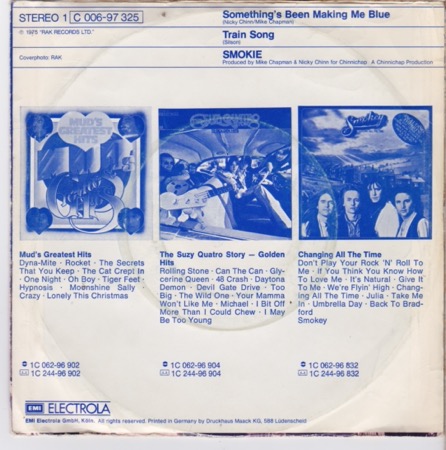 STEREO 1 C 006-97 325
Something's Been Making Me Blue
(Nicky Chinn/Mike Chapman)
℗ 1975 "RAK RECORDS LTD."
Train Song
(Silson)
Coverphoto: RAK
SMOKIE
Produced by Mike Chapman & Nicky Chinn for Chinnichap. A Chinnichap Production
MUD'S
GREATEST
HITS
Smokey
Mud's Greatest Hits
Dyna-Mite · Rocket · The Secrets
That You Keep · The Cat Crept In
· One Night · Oh Boy · Tiger Feet ·
Hypnosis · Moonshine Sally ·
Crazy · Lonely This Christmas
The Suzy Quatro Story — Golden
Hits
Rolling Stone · Can The Can · Gly-
cerine Queen · 48 Crash · Daytona
Demon · Devil Gate Drive · Too
Big · The Wild One · Your Mamma
Won't Like Me · Michael · I Bit Off
More Than I Could Chew · I May
Be Too Young
Changing All The Time
Don't Play Your Rock 'N' Roll To
Me · If You Think You Know How
To Love Me · It's Natural · Give It
To Me · We're Flyin' High · Chang-
ing All The Time · Julia · Take Me
In · Umbrella Day · Back To Brad-
ford
Smokey
1C 062-96 902
1C 244-96 902
1C 062-96 904
1C 244-96 904
1C 062-96 832
1C 244-96 832
EMI ELECTROLA
EMI Electrola GmbH, Köln. All rights reserved. Printed in Germany by Druckhaus Maack KG, 588 Lüdenscheid